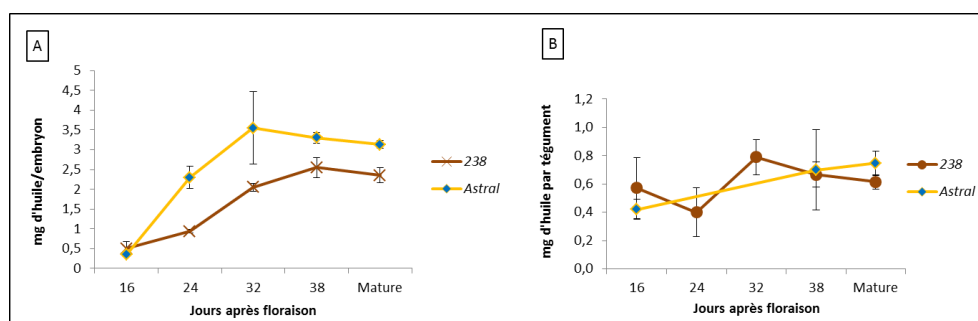 A
mg d'huile/embryon
5
4,5
4
3,5
3
2,5
2
1,5
1
0,5
0
16 24 32 38 Mature
Jours après floraison
238
Astral
B
mg d'huile par tégument
1,2
1,0
0,8
0,6
0,4
0,2
0,0
16 24 32 38 Mature
Jours après floraison
238
Astral